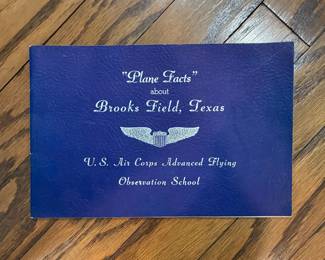 "Plane Facts"
about
Brooks Field, Texas
U. S. Air Corps Advanced Flying
Observation School